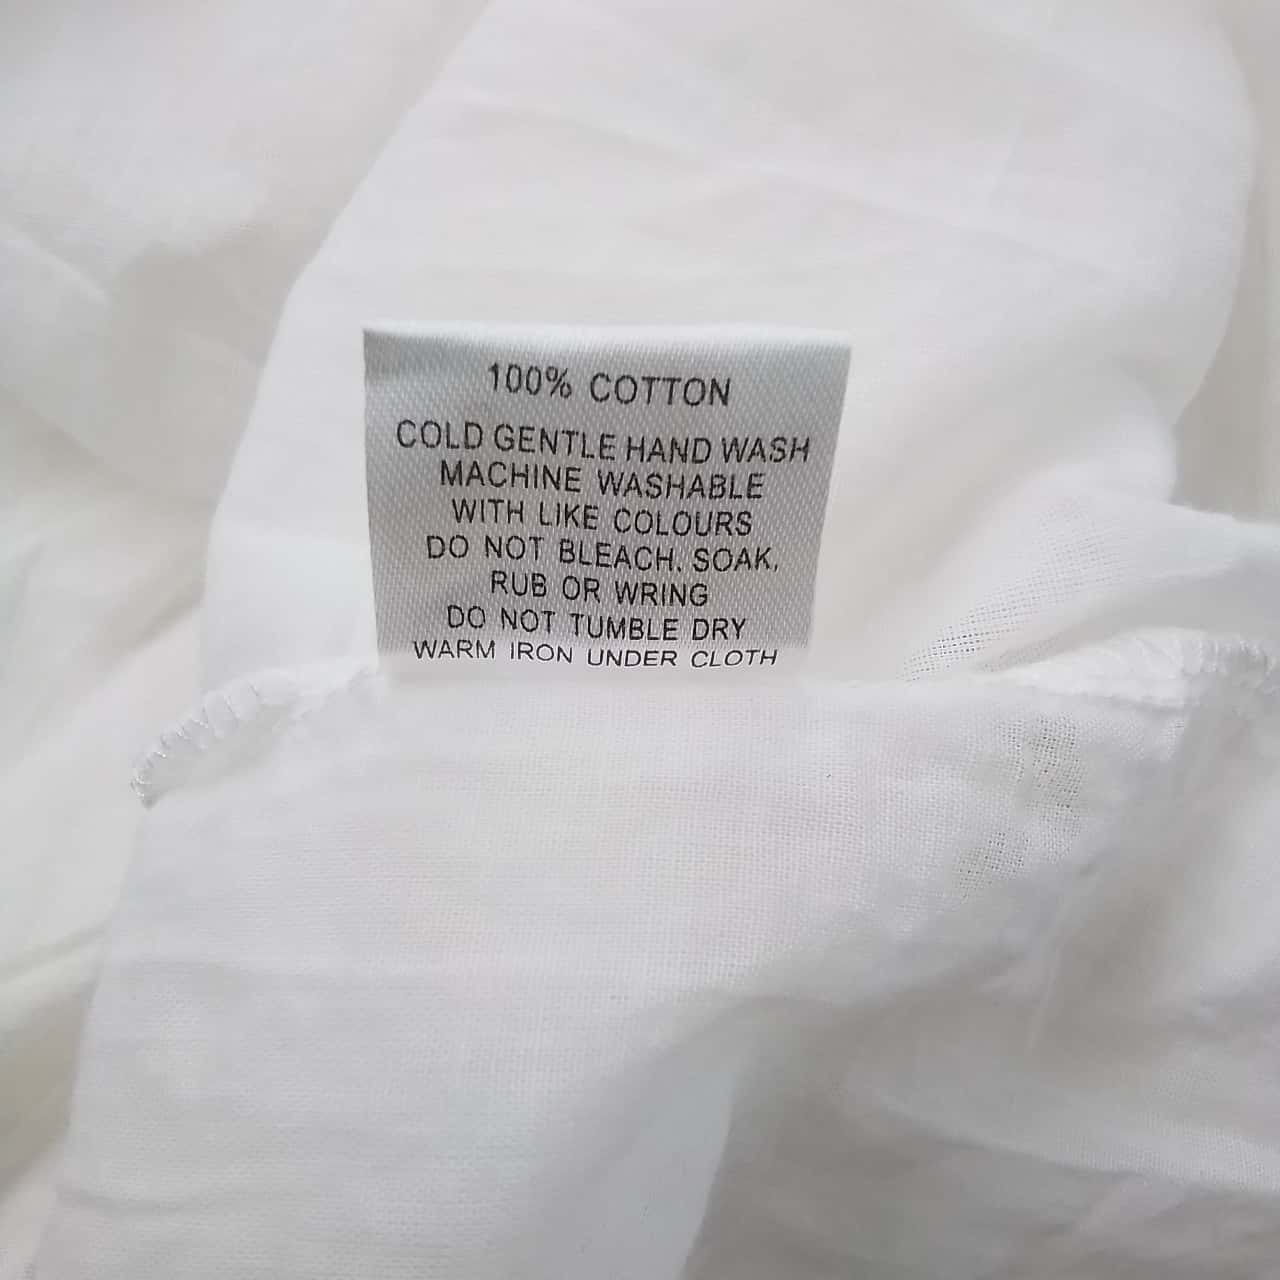 100% COTTON
COLD GENTLE HAND WASH
MACHINE WASHABLE
WITH LIKE COLOURS
DO NOT BLEACH, SOAK,
RUB OR WRING
DO NOT TUMBLE DRY
WARM IRON UNDER CLOTH